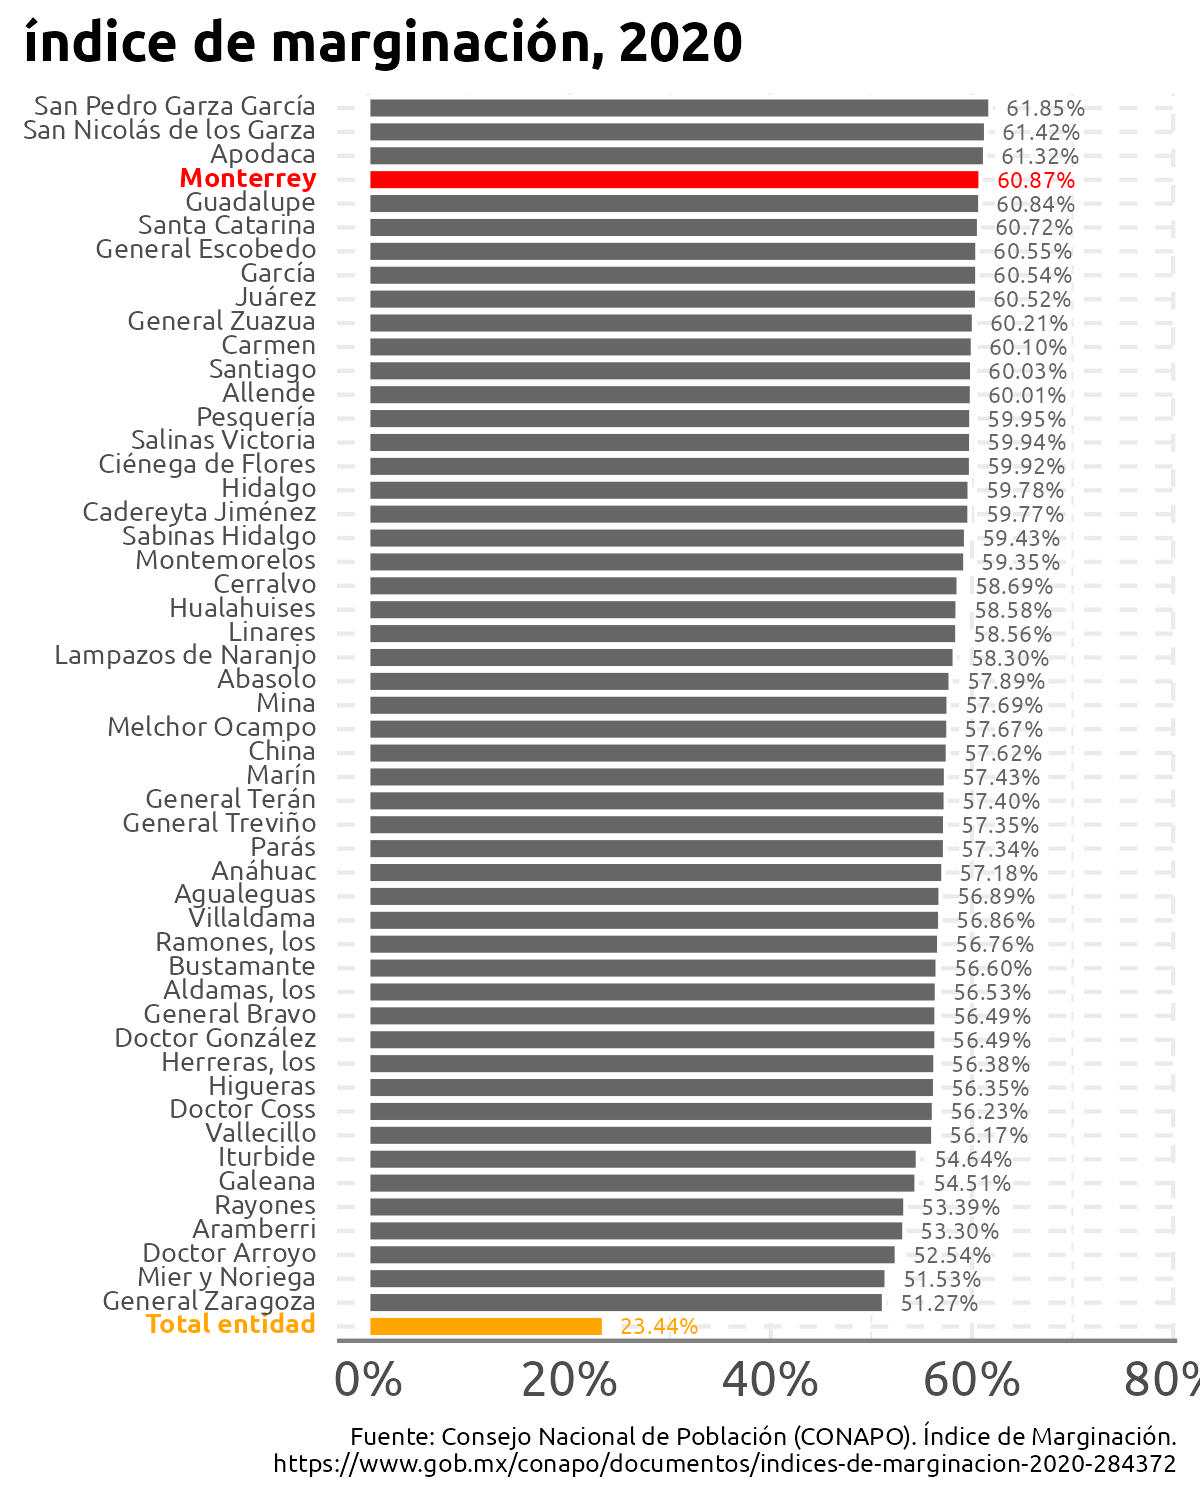 índice de marginación, 2020
San Pedro Garza García 61.85%
San Nicolás de los Garza 61.42%
Apodaca 61.32%
Monterrey 60.87%
Guadalupe 60.84%
Santa Catarina 60.72%
General Escobedo 60.55%
García 60.54%
Juárez 60.52%
General Zuazua 60.21%
Carmen 60.10%
Santiago 60.03%
Allende 60.01%
Pesquería 59.95%
Salinas Victoria 59.94%
Ciénega de Flores 59.92%
Hidalgo 59.78%
Cadereyta Jiménez 59.77%
Sabinas Hidalgo 59.43%
Montemorelos 59.35%
Cerralvo 58.69%
Hualahuises 58.58%
Linares 58.56%
Lampazos de Naranjo 58.30%
Abasolo 57.89%
Mina 57.69%
Melchor Ocampo 57.67%
China 57.62%
Marín 57.43%
General Terán 57.40%
General Treviño 57.35%
Parás 57.34%
Anáhuac 57.18%
Agualeguas 56.89%
Villaldama 56.86%
Ramones, los 56.76%
Bustamante 56.60%
Aldamas, los 56.53%
General Bravo 56.49%
Doctor González 56.49%
Herreras, los 56.38%
Higueras 56.35%
Doctor Coss 56.23%
Vallecillo 56.17%
Iturbide 54.64%
Galeana 54.51%
Rayones 53.39%
Aramberri 53.30%
Doctor Arroyo 52.54%
Mier y Noriega 51.53%
General Zaragoza 51.27%
Total entidad 23.44%
0% 20% 40% 60% 80%
Fuente: Consejo Nacional de Población (CONAPO). Índice de Marginación.
https://www.gob.mx/conapo/documentos/indices-de-marginacion-2020-284372